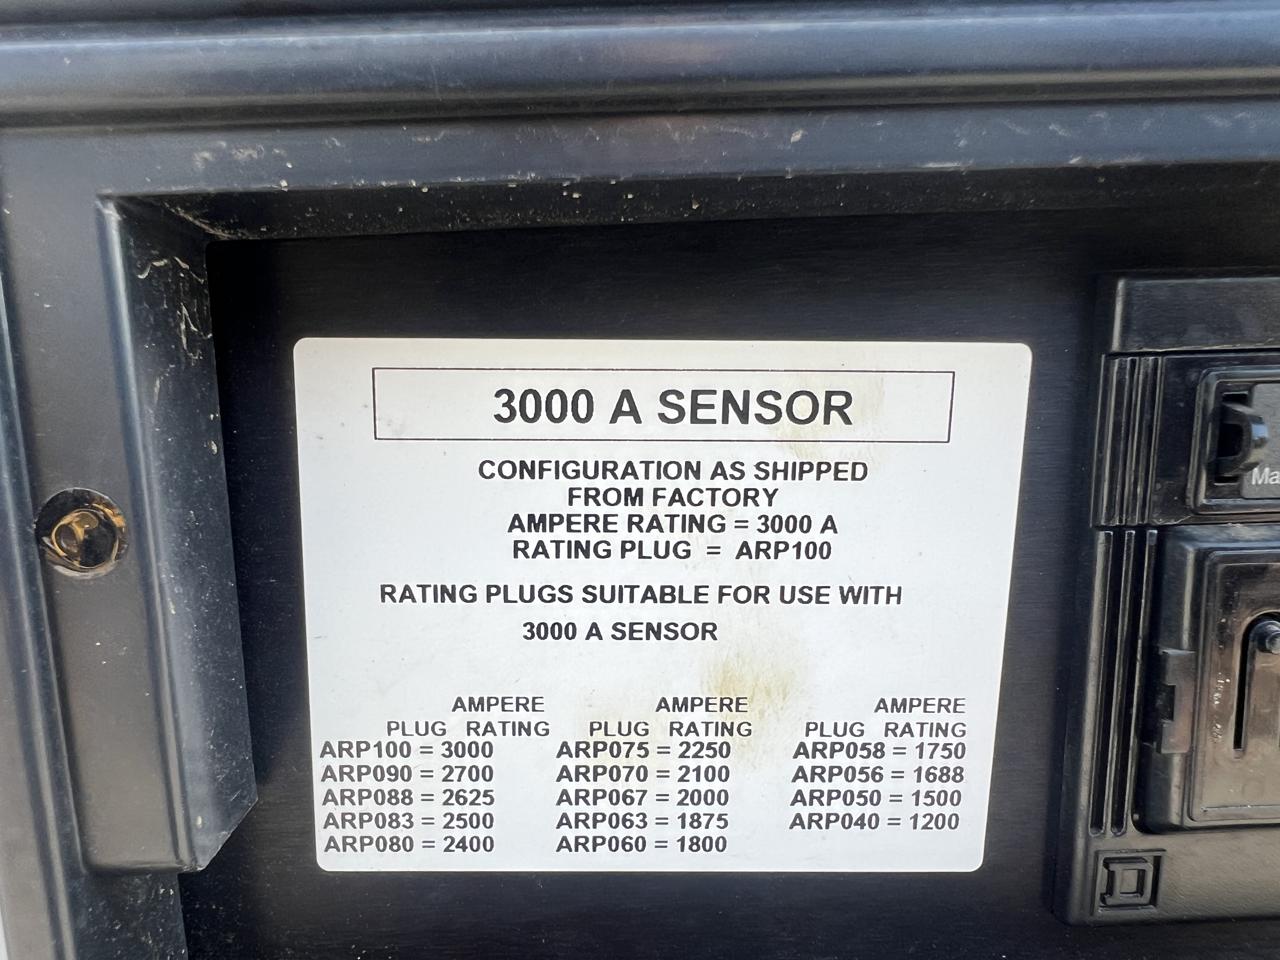 3000 A SENSOR
CONFIGURATION AS SHIPPED
FROM FACTORY
AMPERE RATING = 3000 A
RATING PLUG = ARP100
RATING PLUGS SUITABLE FOR USE WITH
3000 A SENSOR
AMPERE AMPERE AMPERE
PLUG RATING PLUG RATING PLUG RATING
ARP100 = 3000 ARP075 = 2250 ARP058 = 1750
ARP090 = 2700 ARP070 = 2100 ARP056 = 1688
ARP088 = 2625 ARP067 = 2000 ARP050 = 1500
ARP083 = 2500 ARP063 = 1875 ARP040 = 1200
ARP080 = 2400 ARP060 = 1800
Ma